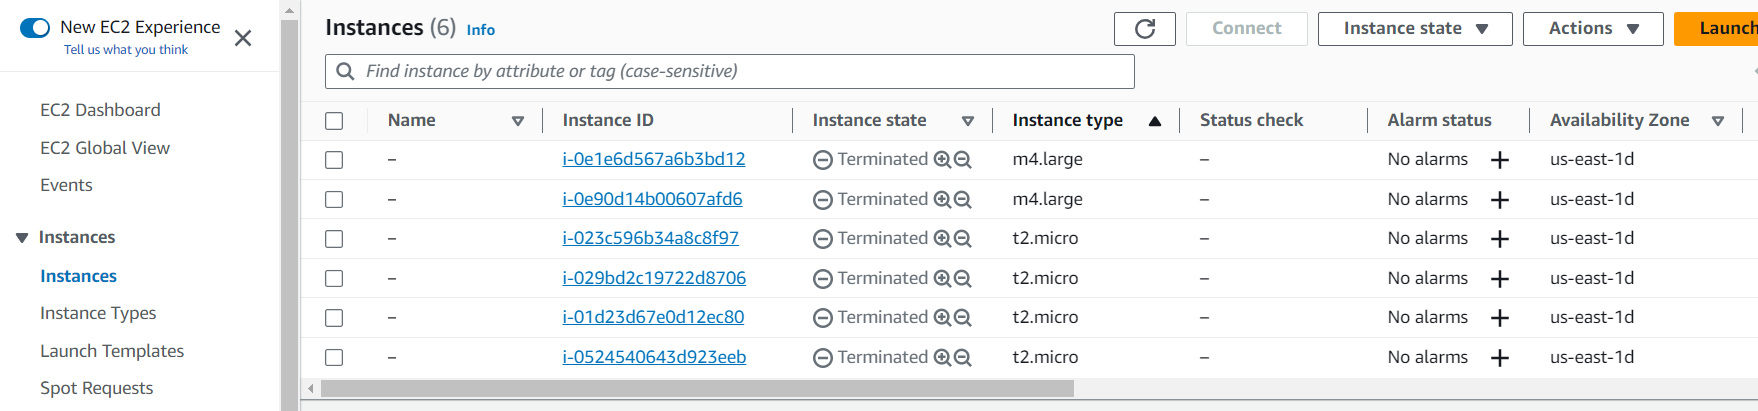 New EC2 Experience
Tell us what you think
EC2 Dashboard
EC2 Global View
Events
Instances
Instances
Instance Types
Launch Templates
Spot Requests
Instances (6) Info
Connect Instance state Actions Launch
Find instance by attribute or tag (case-sensitive)
Name Instance ID Instance state Instance type Status check Alarm status Availability Zone
– i-0e1e6d567a6b3bd12 Terminated m4.large – No alarms us-east-1d
– i-0e90d14b00607afd6 Terminated m4.large – No alarms us-east-1d
– i-023c596b34a8c8f97 Terminated t2.micro – No alarms us-east-1d
– i-029bd2c19722d8706 Terminated t2.micro – No alarms us-east-1d
– i-01d23d67e0d12ec80 Terminated t2.micro – No alarms us-east-1d
– i-0524540643d923eeb Terminated t2.micro – No alarms us-east-1d